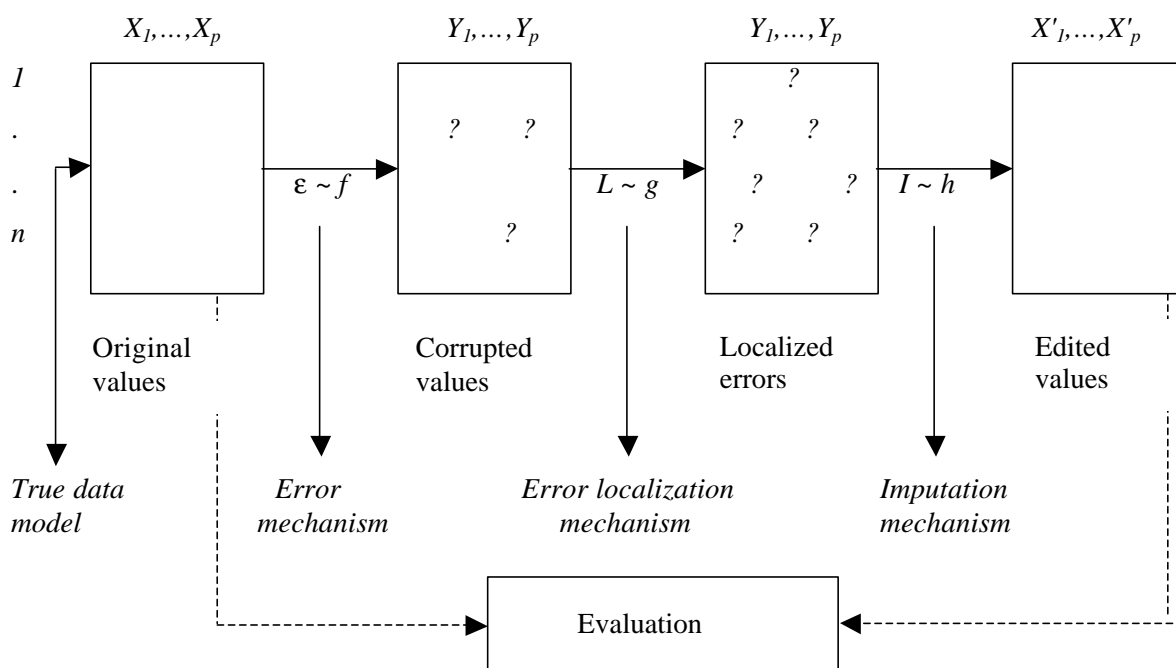 X1,...,Xp Y1,...,Yp Y1,...,Yp X'1,...,X'p
1 ?
. ? ? ? ?
. ε ~ f L ~ g ? ? I ~ h
n ? ? ?
Original Corrupted Localized Edited
values values errors values
True data Error Error localization Imputation
model mechanism mechanism mechanism
Evaluation